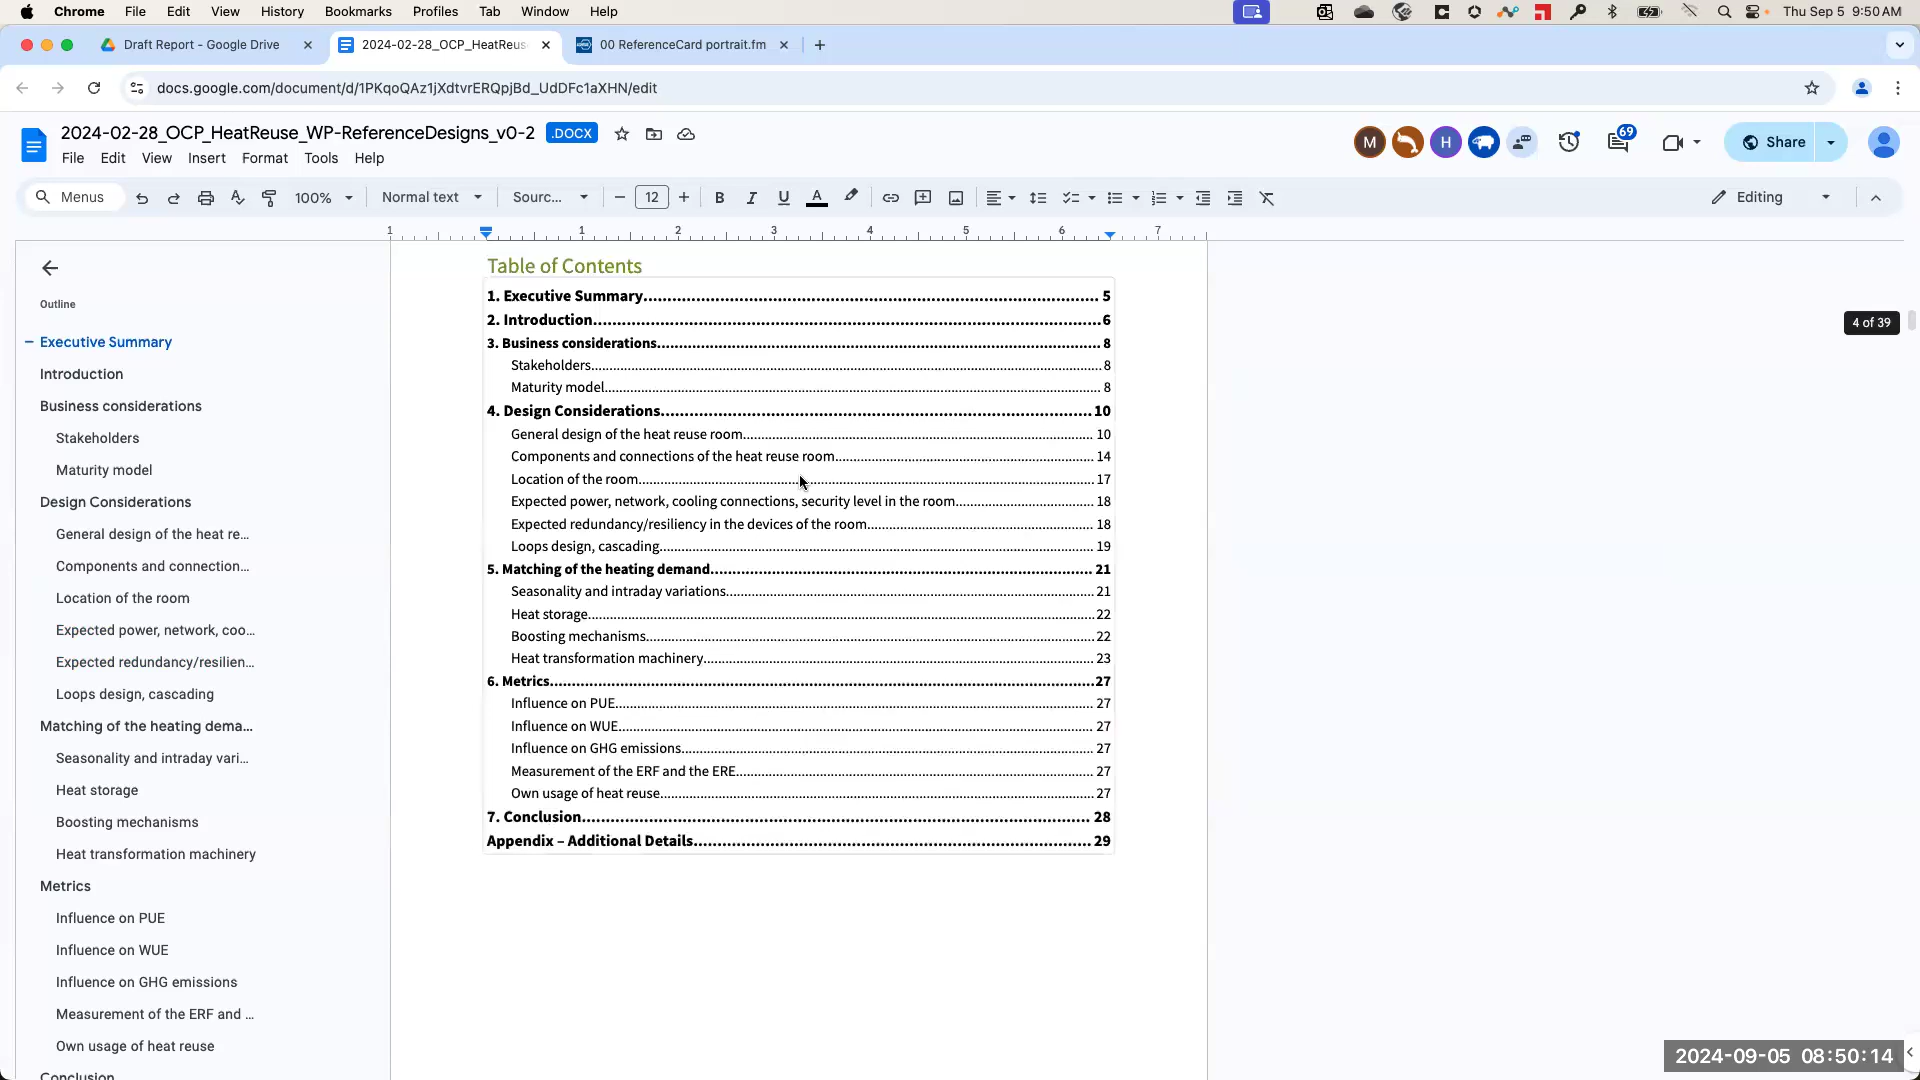 Chrome File Edit View History Bookmarks Profiles Tab Window Help Thu Sep 5 9:50 AM
Draft Report - Google Drive 2024-02-28_OCP_HeatReus 00 ReferenceCard portrait.fm
docs.google.com/document/d/1PKqoQAz1jXdtvrERQpjBd_UdDFc1aXHN/edit
2024-02-28_OCP_HeatReuse_WP-ReferenceDesigns_v0-2 .DOCX
File Edit View Insert Format Tools Help
M H 69 Share
Menus 100% Normal text Sourc... 12 B I U A Editing
1 1 2 3 4 5 6 7
Outline
Executive Summary
Introduction
Business considerations
Stakeholders
Maturity model
Design Considerations
General design of the heat re...
Components and connection...
Location of the room
Expected power, network, coo...
Expected redundancy/resilien...
Loops design, cascading
Matching of the heating dema...
Seasonality and intraday vari...
Heat storage
Boosting mechanisms
Heat transformation machinery
Metrics
Influence on PUE
Influence on WUE
Influence on GHG emissions
Measurement of the ERF and ...
Own usage of heat reuse
Conclusion
Table of Contents
1. Executive Summary 5
2. Introduction 6
3. Business considerations 8
Stakeholders 8
Maturity model 8
4. Design Considerations 10
General design of the heat reuse room 10
Components and connections of the heat reuse room 14
Location of the room 17
Expected power, network, cooling connections, security level in the room 18
Expected redundancy/resiliency in the devices of the room 18
Loops design, cascading 19
5. Matching of the heating demand 21
Seasonality and intraday variations 21
Heat storage 22
Boosting mechanisms 22
Heat transformation machinery 23
6. Metrics 27
Influence on PUE 27
Influence on WUE 27
Influence on GHG emissions 27
Measurement of the ERF and the ERE 27
Own usage of heat reuse 27
7. Conclusion 28
Appendix – Additional Details 29
4 of 39
2024-09-05 08:50:14